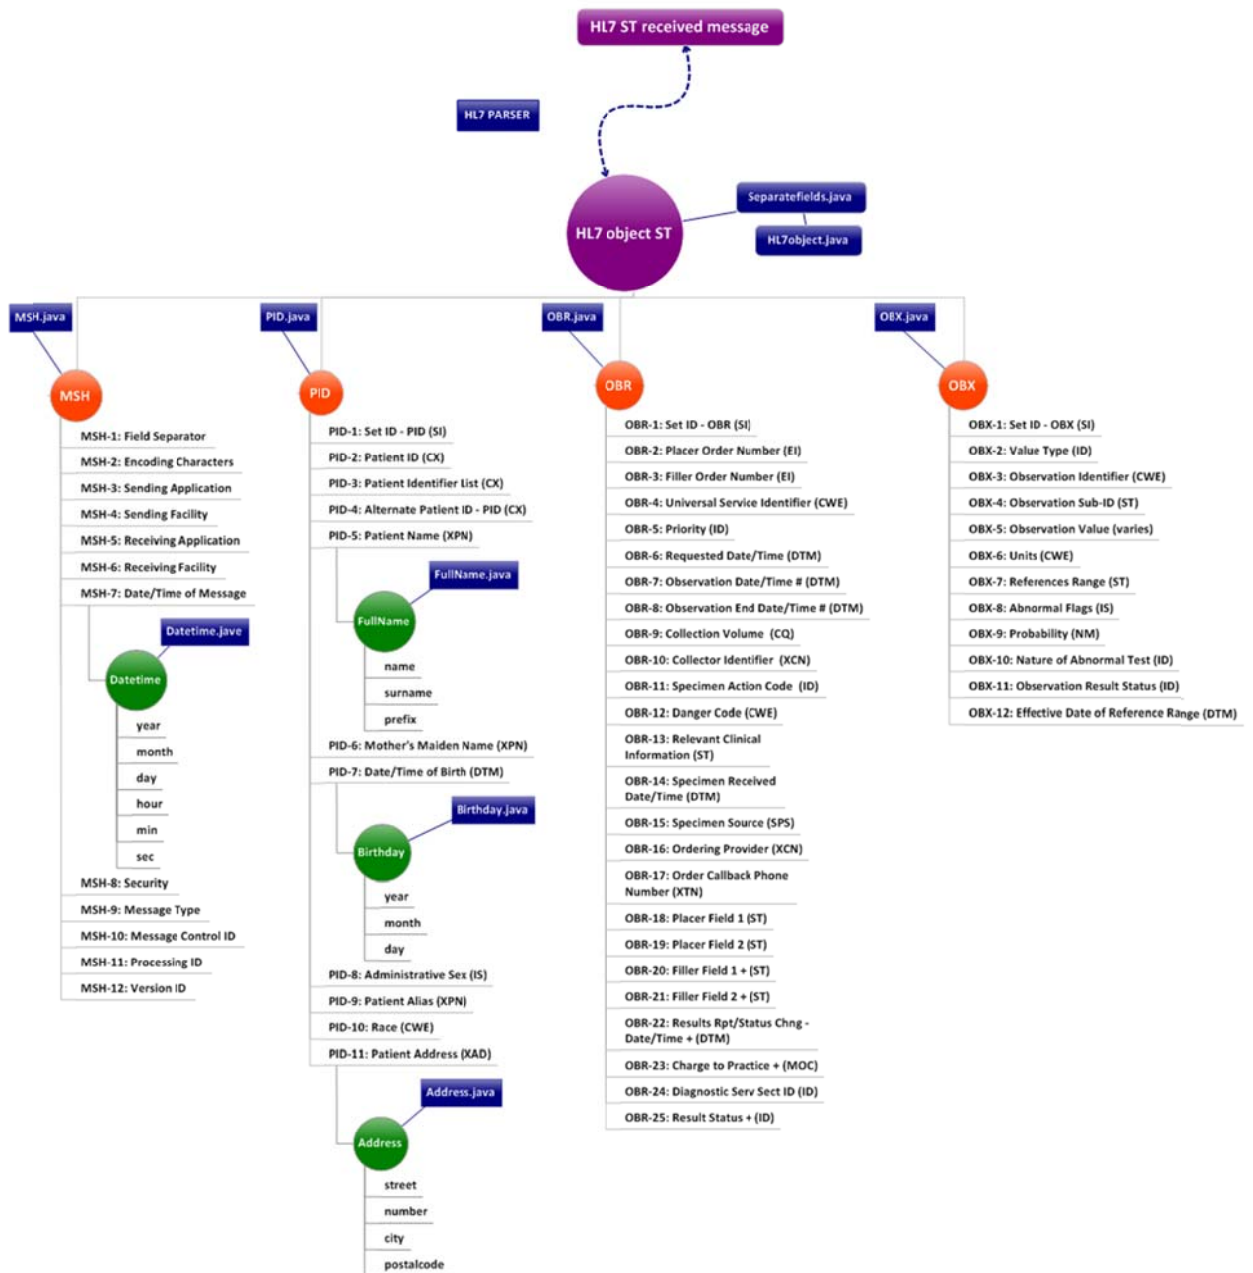 HL7 ST received message
HL7 PARSER
HL7 object ST
Separatefields.java
HL7object.java
MSH.java
MSH
MSH-1: Field Separator
MSH-2: Encoding Characters
MSH-3: Sending Application
MSH-4: Sending Facility
MSH-5: Receiving Application
MSH-6: Receiving Facility
MSH-7: Date/Time of Message
Datetime.jave
Datetime
year
month
day
hour
min
sec
MSH-8: Security
MSH-9: Message Type
MSH-10: Message Control ID
MSH-11: Processing ID
MSH-12: Version ID
PID.java
PID
PID-1: Set ID - PID (SI)
PID-2: Patient ID (CX)
PID-3: Patient Identifier List (CX)
PID-4: Alternate Patient ID - PID (CX)
PID-5: Patient Name (XPN)
FullName.java
FullName
name
surname
prefix
PID-6: Mother's Maiden Name (XPN)
PID-7: Date/Time of Birth (DTM)
Birthday.java
Birthday
year
month
day
PID-8: Administrative Sex (IS)
PID-9: Patient Alias (XPN)
PID-10: Race (CWE)
PID-11: Patient Address (XAD)
Address.java
Address
street
number
city
postalcode
OBR.java
OBR
OBR-1: Set ID - OBR (SI)
OBR-2: Placer Order Number (EI)
OBR-3: Filler Order Number (EI)
OBR-4: Universal Service Identifier (CWE)
OBR-5: Priority (ID)
OBR-6: Requested Date/Time (DTM)
OBR-7: Observation Date/Time # (DTM)
OBR-8: Observation End Date/Time # (DTM)
OBR-9: Collection Volume (CQ)
OBR-10: Collector Identifier (XCN)
OBR-11: Specimen Action Code (ID)
OBR-12: Danger Code (CWE)
OBR-13: Relevant Clinical
Information (ST)
OBR-14: Specimen Received
Date/Time (DTM)
OBR-15: Specimen Source (SPS)
OBR-16: Ordering Provider (XCN)
OBR-17: Order Callback Phone
Number (XTN)
OBR-18: Placer Field 1 (ST)
OBR-19: Placer Field 2 (ST)
OBR-20: Filler Field 1 + (ST)
OBR-21: Filler Field 2 + (ST)
OBR-22: Results Rpt/Status Chng -
Date/Time + (DTM)
OBR-23: Charge to Practice + (MOC)
OBR-24: Diagnostic Serv Sect ID (ID)
OBR-25: Result Status + (ID)
OBX.java
OBX
OBX-1: Set ID - OBX (SI)
OBX-2: Value Type (ID)
OBX-3: Observation Identifier (CWE)
OBX-4: Observation Sub-ID (ST)
OBX-5: Observation Value (varies)
OBX-6: Units (CWE)
OBX-7: References Range (ST)
OBX-8: Abnormal Flags (IS)
OBX-9: Probability (NM)
OBX-10: Nature of Abnormal Test (ID)
OBX-11: Observation Result Status (ID)
OBX-12: Effective Date of Reference Range (DTM)